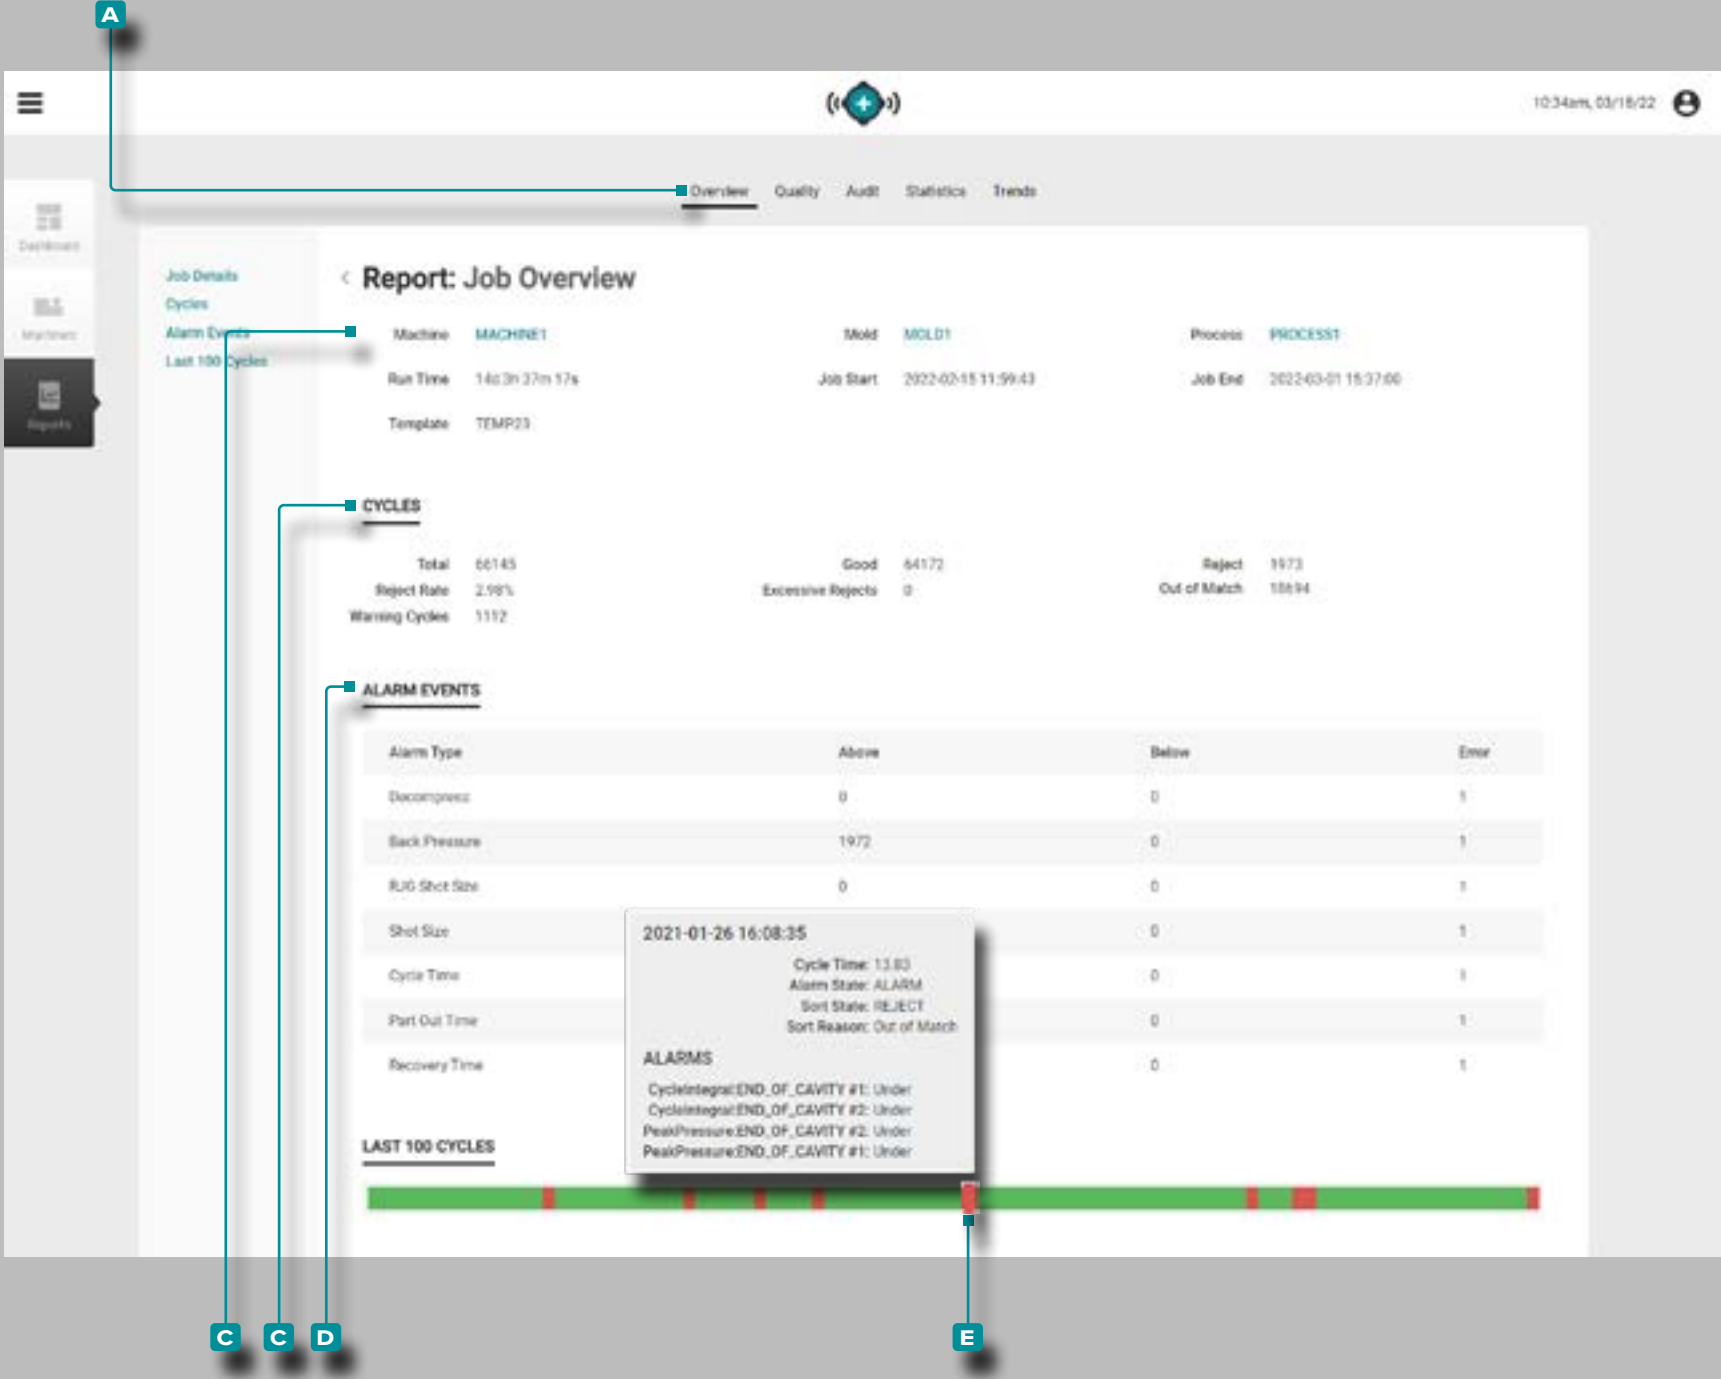 A
10:34am, 03/18/22
Overview Quality Audit Statistics Trends
Dashboard
Machines
Reports
Job Details
Cycles
Alarm Events
Last 100 Cycles
Report: Job Overview
Machine MACHINE1 Mold MOLD1 Process PROCESS1
Run Time 14d 3h 37m 17s Job Start 2022-02-15 11:59:43 Job End 2022-03-01 15:37:00
Template TEMP23
CYCLES
Total 66145 Good 64172 Reject 1973
Reject Rate 2.98% Excessive Rejects 0 Out of Match
Warning Cycles 1112
ALARM EVENTS
Alarm Type Above Below Error
Decompress 0 0 1
Back Pressure 1972 0 1
RJG Shot Size 0 0 1
Shot Size 0 1
Cycle Time 0 1
Part Out Time 0 1
Recovery Time 0 1
2021-01-26 16:08:35
Cycle Time: 13.83
Alarm State: ALARM
Sort State: REJECT
Sort Reason: Out of Match
ALARMS
CycleIntegral:END_OF_CAVITY #1: Under
CycleIntegral:END_OF_CAVITY #2: Under
PeakPressure:END_OF_CAVITY #2: Under
PeakPressure:END_OF_CAVITY #1: Under
LAST 100 CYCLES
C C D E